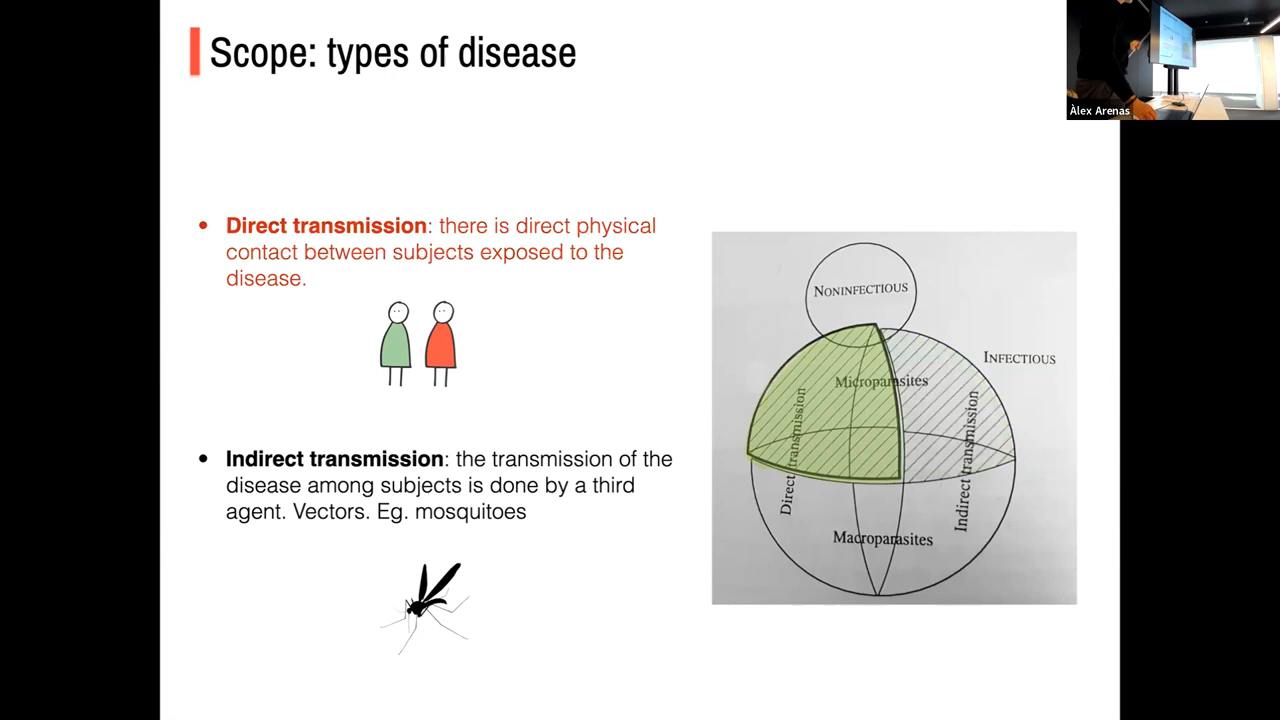 Scope: types of disease
Àlex Arenas
• Direct transmission: there is direct physical
contact between subjects exposed to the
disease.
• Indirect transmission: the transmission of the
disease among subjects is done by a third
agent. Vectors. Eg. mosquitoes
NONINFECTIOUS
INFECTIOUS
Microparasites
Direct transmission
Indirect transmission
Macroparasites